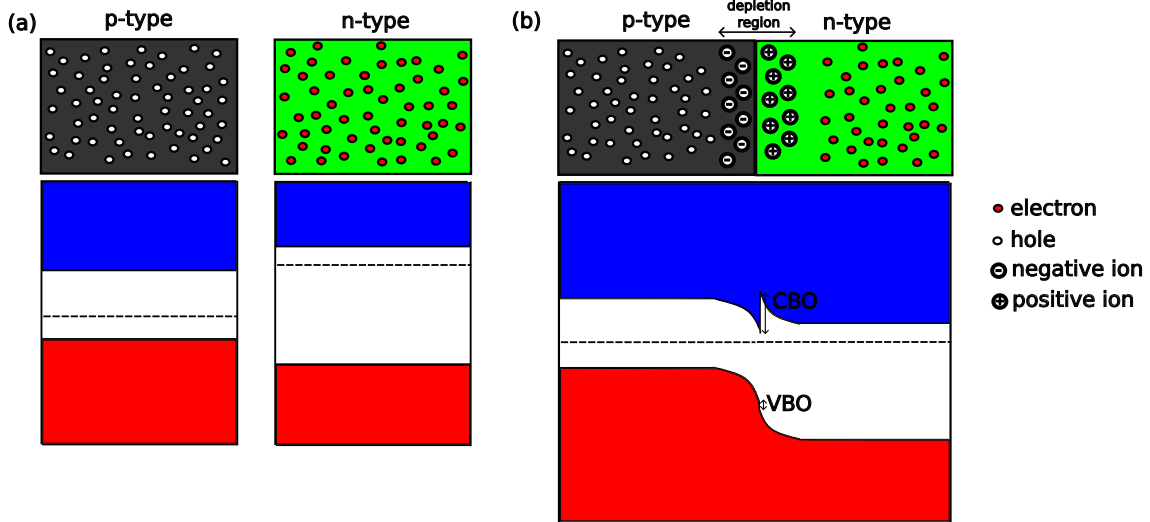 (a)
p-type
n-type
(b)
p-type
depletion
region
n-type
CBO
VBO
electron
hole
negative ion
positive ion